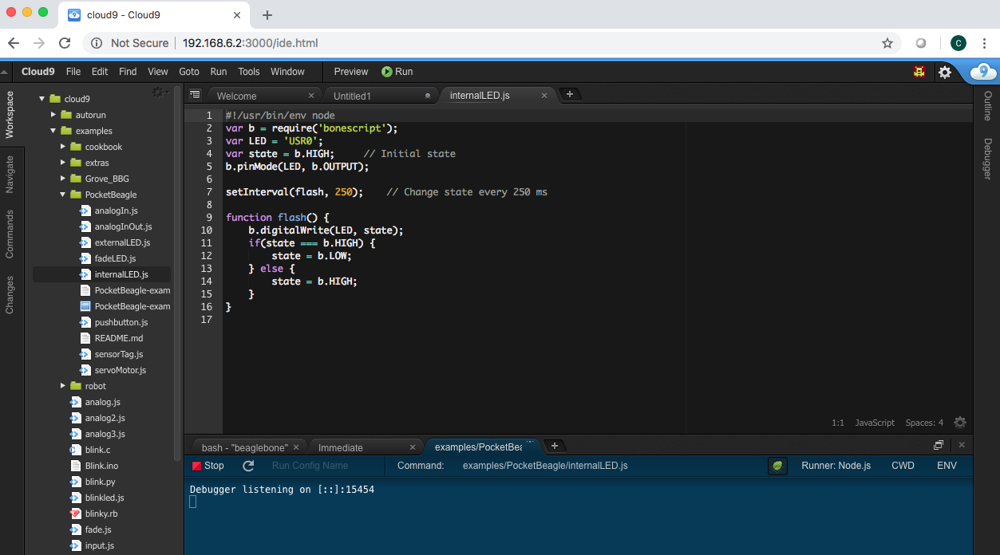 cloud9 - Cloud9
Not Secure 192.168.6.2:3000/ide.html
C
Cloud9 File Edit Find View Goto Run Tools Window Preview Run
9
Workspace
Navigate
Commands
Changes
cloud9
autorun
examples
cookbook
extras
Grove_BBG
PocketBeagle
analogIn.js
analogInOut.js
externalLED.js
fadeLED.js
internalLED.js
PocketBeagle-exam
PocketBeagle-exam
pushbutton.js
README.md
sensorTag.js
servoMotor.js
robot
analog.js
analog2.js
analog3.js
blink.c
Blink.ino
blink.py
blinkled.js
blinky.rb
fade.js
input.js
Welcome Untitled1 internalLED.js
1 #!/usr/bin/env node
2 var b = require('bonescript');
3 var LED = 'USR0';
4 var state = b.HIGH;     // Initial state
5 b.pinMode(LED, b.OUTPUT);
6
7 setInterval(flash, 250);    // Change state every 250 ms
8
9 function flash() {
10     b.digitalWrite(LED, state);
11     if(state === b.HIGH) {
12         state = b.LOW;
13     } else {
14         state = b.HIGH;
15     }
16 }
17
1:1 JavaScript Spaces: 4
Outline
Debugger
bash - "beaglebone" Immediate examples/PocketBea
Stop Run Config Name Command: examples/PocketBeagle/internalLED.js Runner: Node.js CWD ENV
Debugger listening on [::]:15454